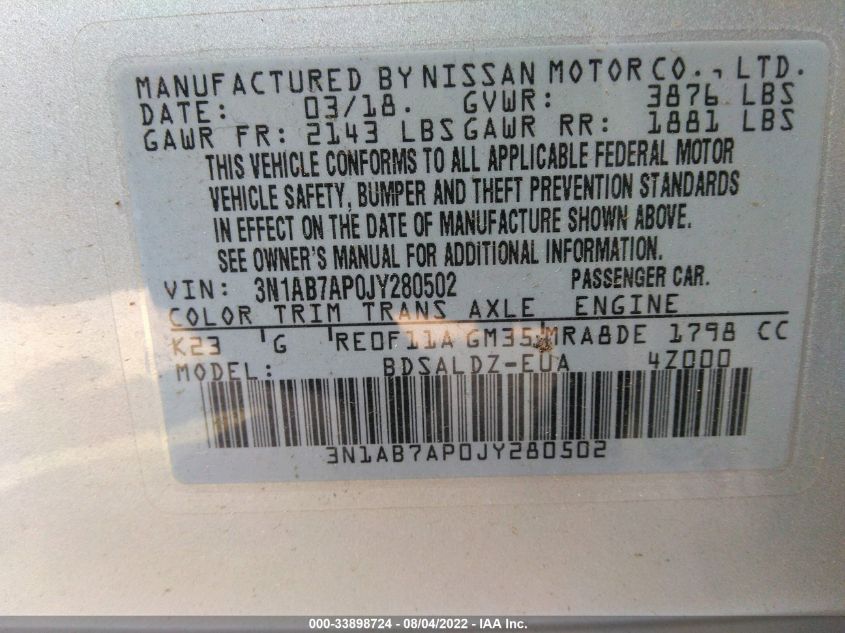 MANUFACTURED BY NISSAN MOTOR CO., LTD.
DATE: 03/18. GVWR: 3876 LBS
GAWR FR: 2143 LBS GAWR RR: 1881 LBS
THIS VEHICLE CONFORMS TO ALL APPLICABLE FEDERAL MOTOR
VEHICLE SAFETY, BUMPER AND THEFT PREVENTION STANDARDS
IN EFFECT ON THE DATE OF MANUFACTURE SHOWN ABOVE.
SEE OWNER'S MANUAL FOR ADDITIONAL INFORMATION.
VIN: 3N1AB7AP0JY280502 PASSENGER CAR.
COLOR TRIM TRANS AXLE ENGINE
K23 G RE0F11A GM35 MRA8DE 1798 CC
MODEL: BDSALDZ-EUA 4Z000
3N1AB7AP0JY280502
000-33898724 - 08/04/2022 - IAA Inc.